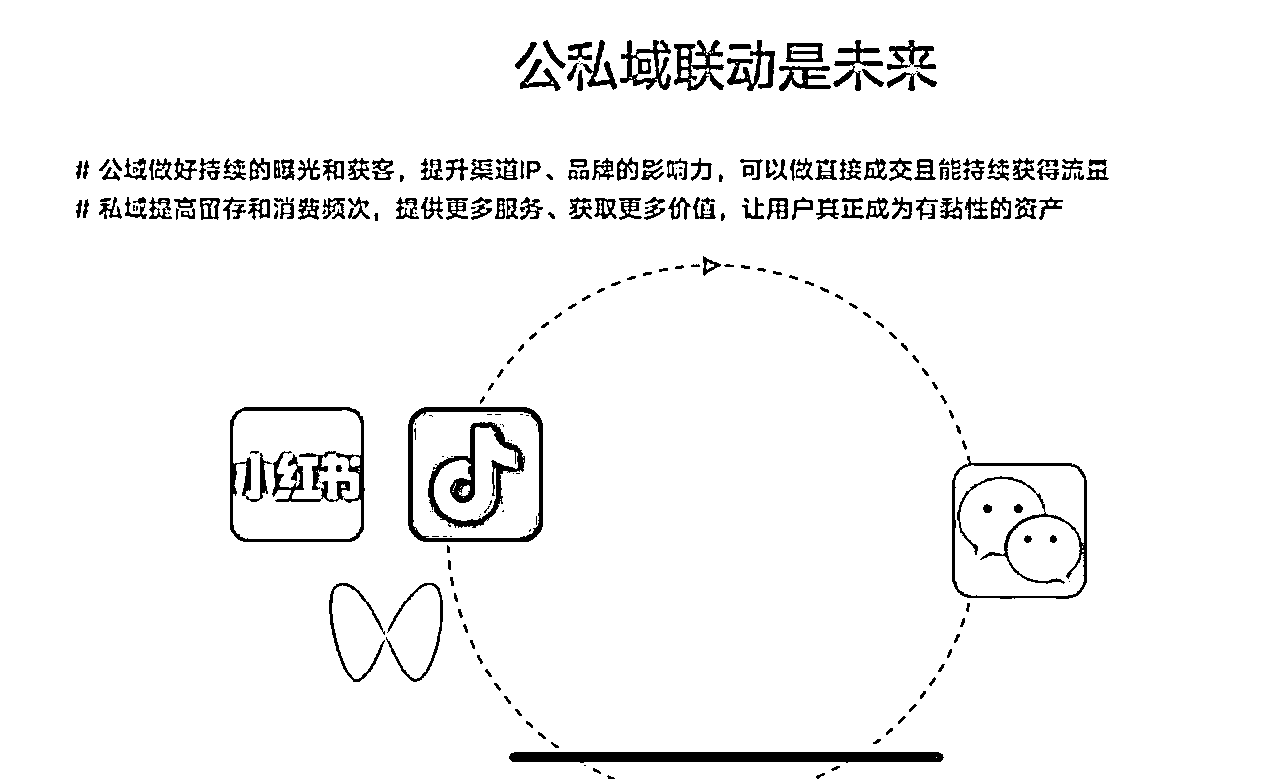 公私域联动是未来
# 公域做好持续的曝光和获客，提升渠道IP、品牌的影响力，可以做直接成交且能持续获得流量
# 私域提高留存和消费频次，提供更多服务、获取更多价值，让用户真正成为有黏性的资产
小红书